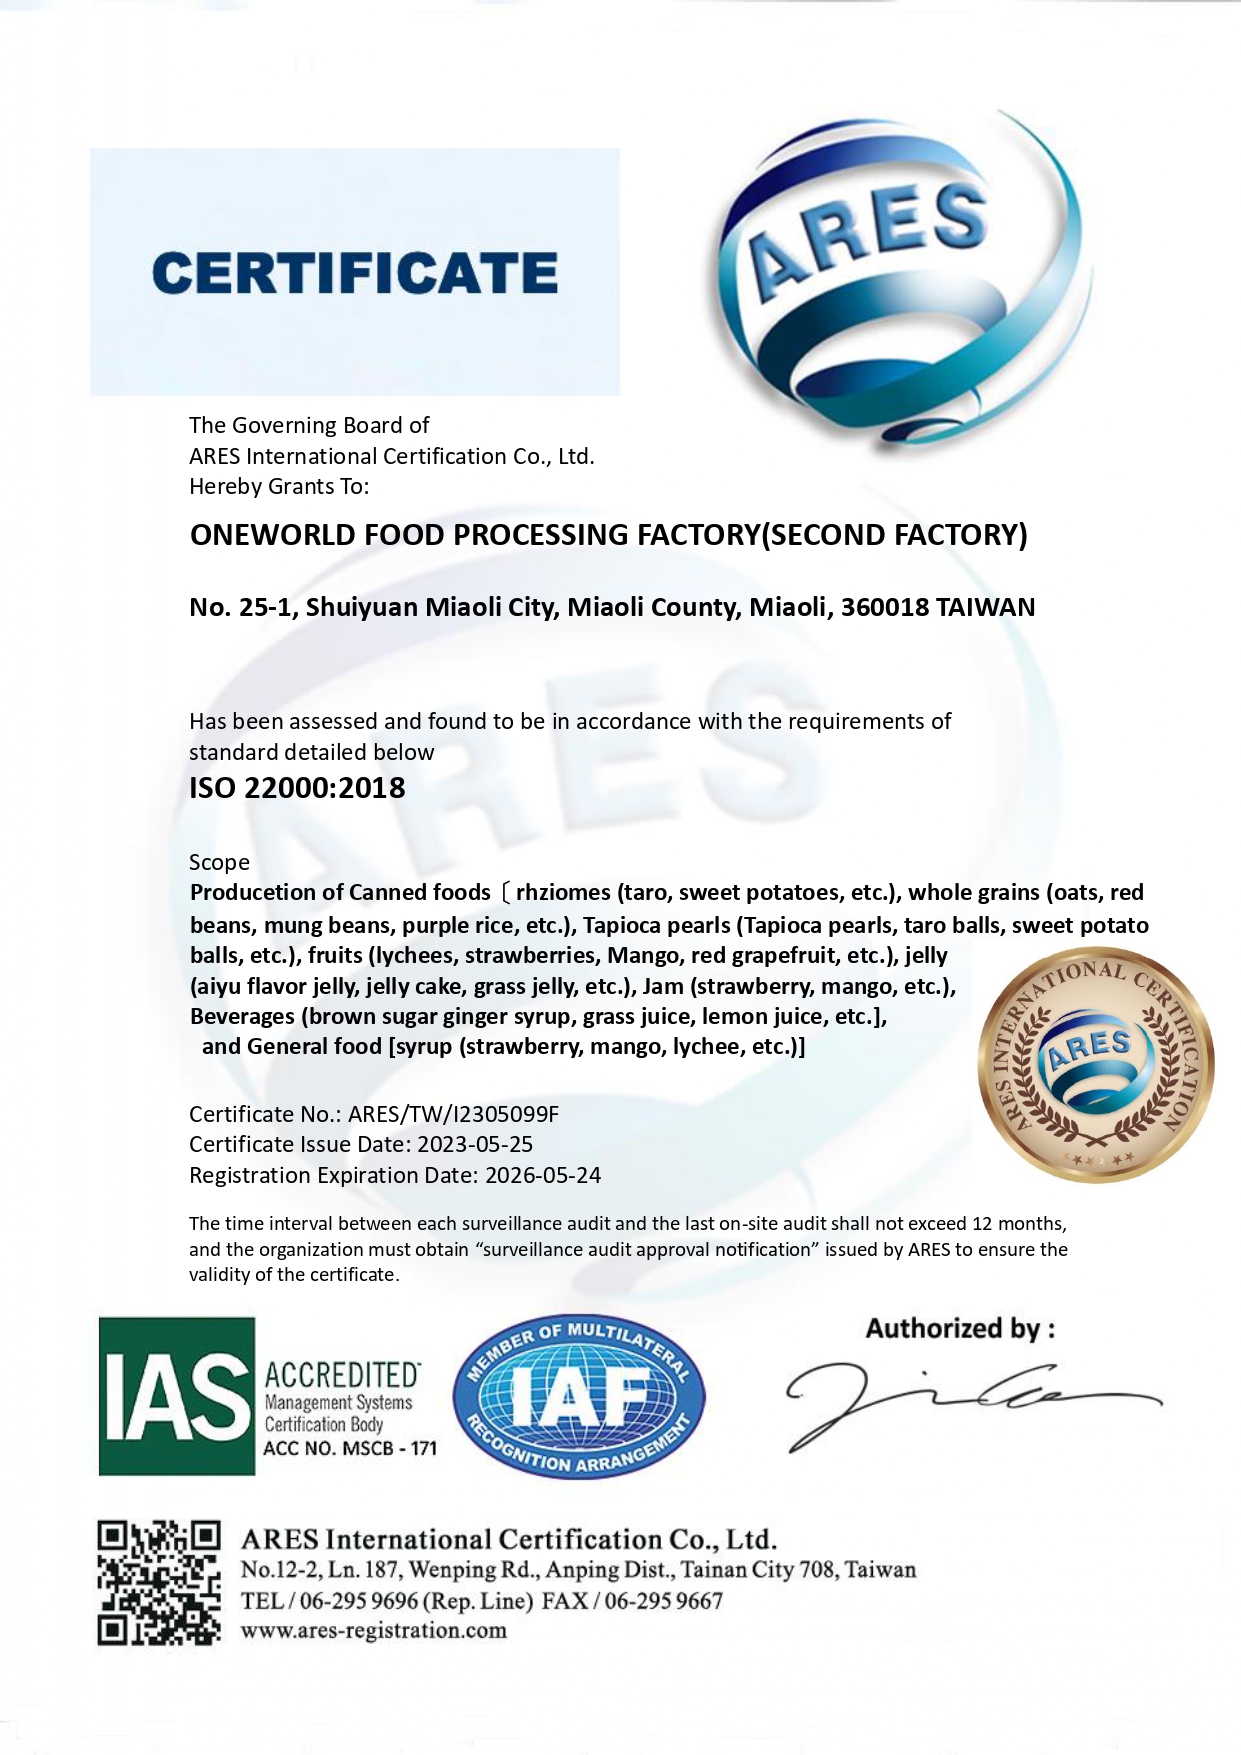 CERTIFICATE
ARES
The Governing Board of
ARES International Certification Co., Ltd.
Hereby Grants To:
ONEWORLD FOOD PROCESSING FACTORY(SECOND FACTORY)
No. 25-1, Shuiyuan Miaoli City, Miaoli County, Miaoli, 360018 TAIWAN
ARES
Has been assessed and found to be in accordance with the requirements of
standard detailed below
ISO 22000:2018
Scope
Producetion of Canned foods〔rhziomes (taro, sweet potatoes, etc.), whole grains (oats, red
beans, mung beans, purple rice, etc.), Tapioca pearls (Tapioca pearls, taro balls, sweet potato
balls, etc.), fruits (lychees, strawberries, Mango, red grapefruit, etc.), jelly
(aiyu flavor jelly, jelly cake, grass jelly, etc.), Jam (strawberry, mango, etc.),
Beverages (brown sugar ginger syrup, grass juice, lemon juice, etc.],
and General food [syrup (strawberry, mango, lychee, etc.)]
ARES INTERNATIONAL CERTIFICATION
ARES
Certificate No.: ARES/TW/I2305099F
Certificate Issue Date: 2023-05-25
Registration Expiration Date: 2026-05-24
The time interval between each surveillance audit and the last on-site audit shall not exceed 12 months,
and the organization must obtain “surveillance audit approval notification” issued by ARES to ensure the
validity of the certificate.
IAS
ACCREDITED
Management Systems
Certification Body
ACC NO. MSCB - 171
MEMBER OF MULTILATERAL
IAF
RECOGNITION ARRANGEMENT
Authorized by :
ARES International Certification Co., Ltd.
No.12-2, Ln. 187, Wenping Rd., Anping Dist., Tainan City 708, Taiwan
TEL / 06-295 9696 (Rep. Line) FAX / 06-295 9667
www.ares-registration.com